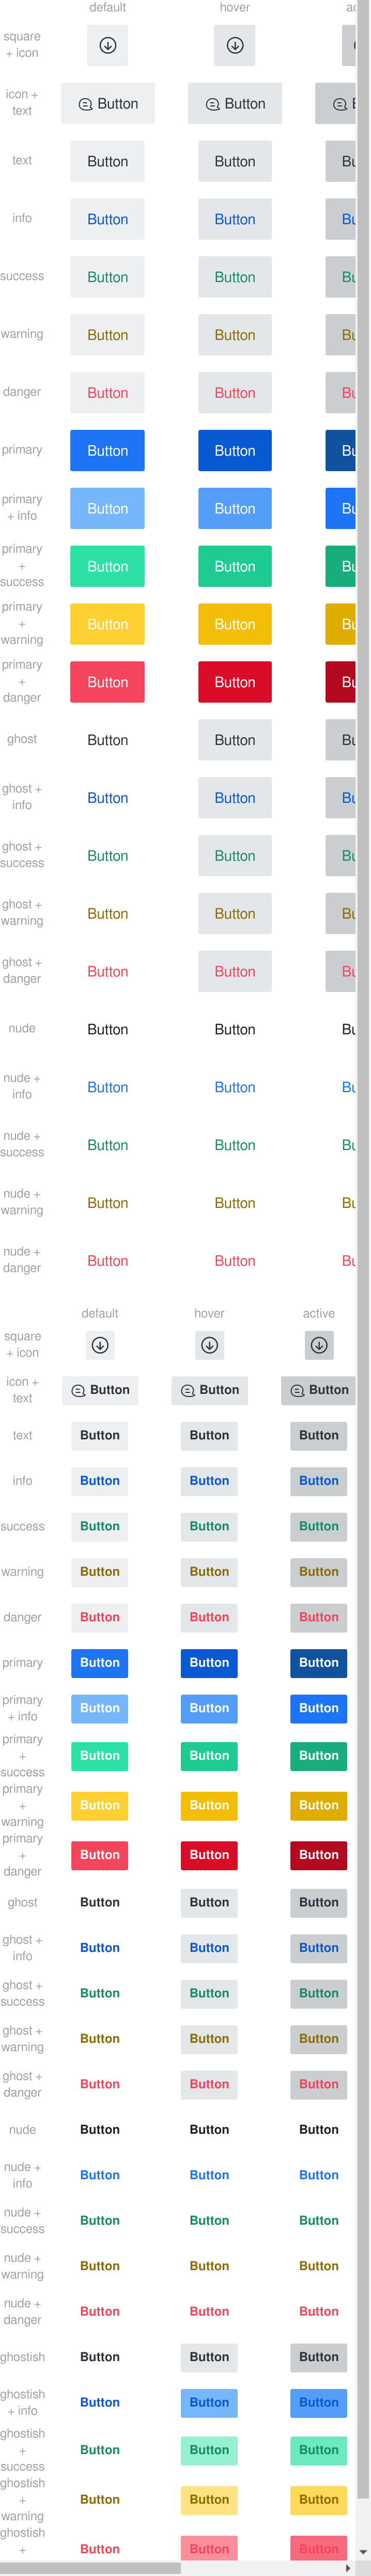 default hover
square
+ icon
icon +
text Button Button
text Button Button Bu
info Button Button Bu
success Button Button Bu
warning Button Button Bu
danger Button Button Bu
primary Button Button Bu
primary
+ info Button Button Bu
primary
+
success Button Button Bu
primary
+
warning Button Button Bu
primary
+
danger Button Button Bu
ghost Button Button Bu
ghost +
info Button Button Bu
ghost +
success Button Button Bu
ghost +
warning Button Button Bu
ghost +
danger Button Button Bu
nude Button Button Bu
nude +
info Button Button Bu
nude +
success Button Button Bu
nude +
warning Button Button Bu
nude +
danger Button Button Bu
default hover active
square
+ icon
icon +
text Button Button Button
text Button Button Button
info Button Button Button
success Button Button Button
warning Button Button Button
danger Button Button Button
primary Button Button Button
primary
+ info Button Button Button
primary
+
success Button Button Button
primary
+
warning Button Button Button
primary
+
danger Button Button Button
ghost Button Button Button
ghost +
info Button Button Button
ghost +
success Button Button Button
ghost +
warning Button Button Button
ghost +
danger Button Button Button
nude Button Button Button
nude +
info Button Button Button
nude +
success Button Button Button
nude +
warning Button Button Button
nude +
danger Button Button Button
ghostish Button Button Button
ghostish
+ info Button Button Button
ghostish
+
success Button Button Button
ghostish
+
warning Button Button Button
ghostish
+ Button Button Button